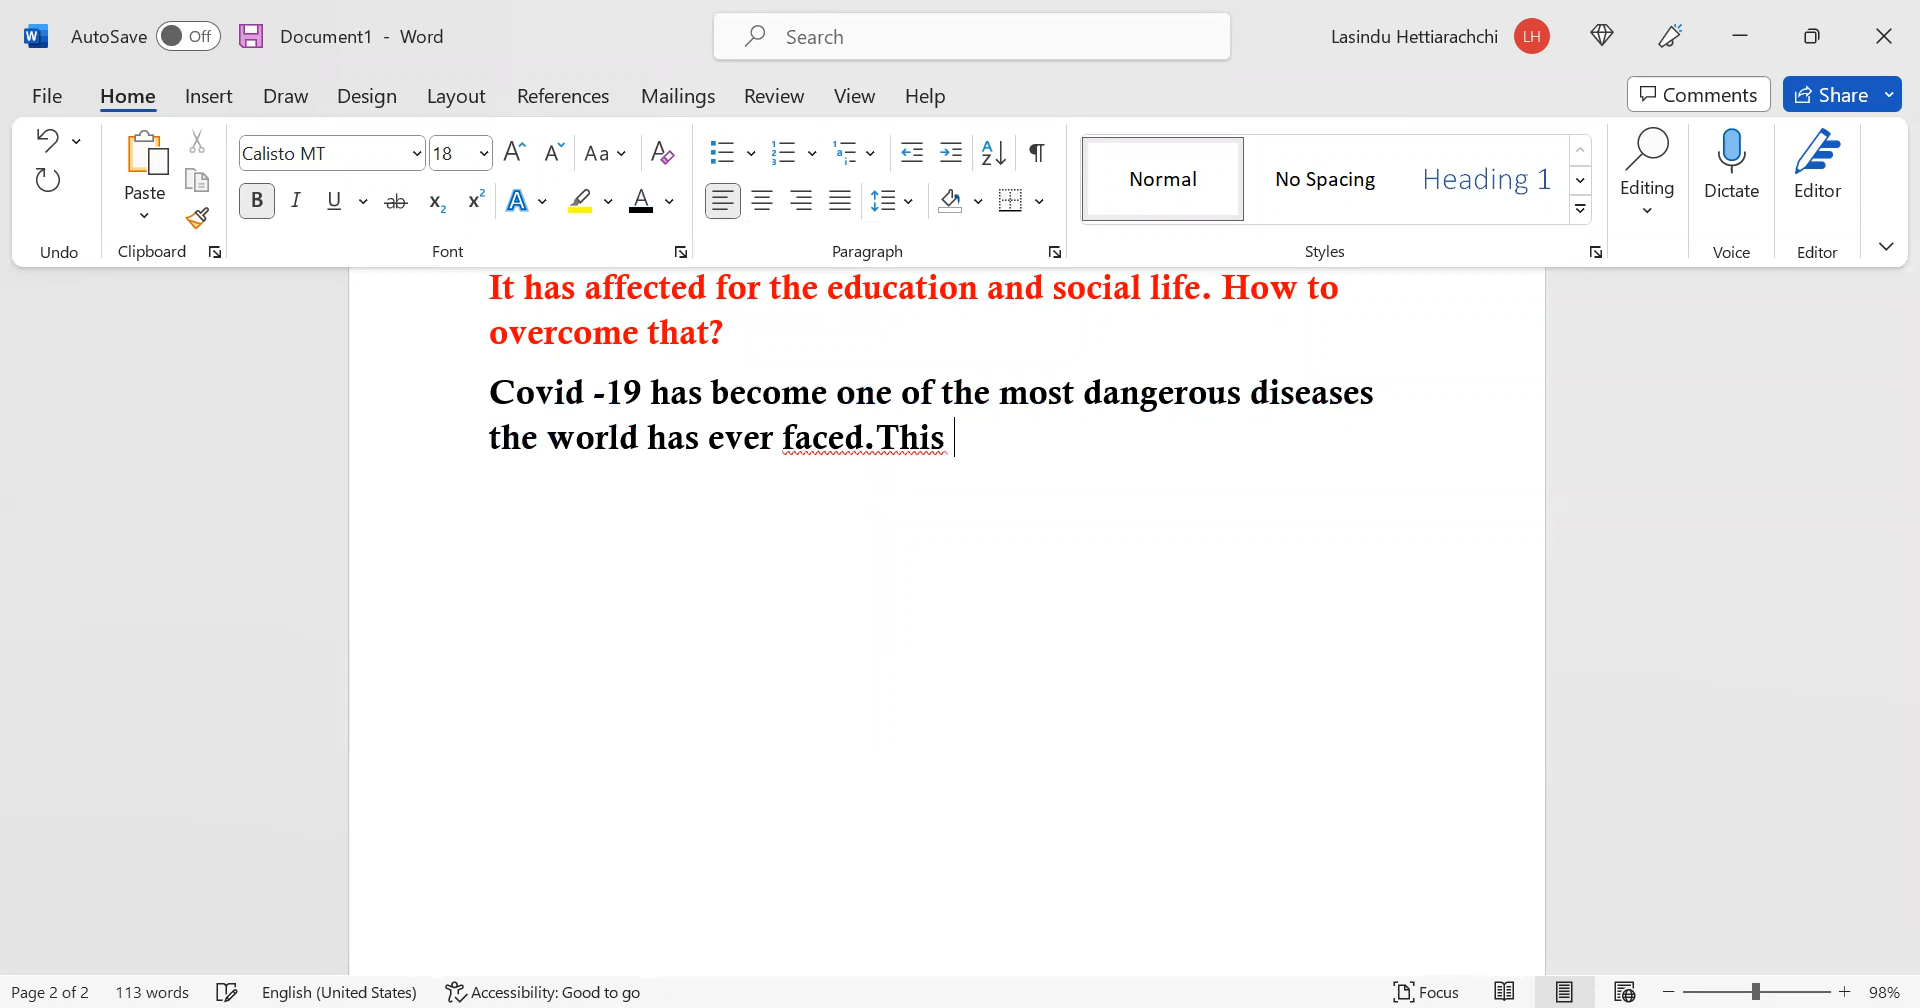 AutoSave Off Document1 - Word Search Lasindu Hettiarachchi LH
File Home Insert Draw Design Layout References Mailings Review View Help Comments Share
Calisto MT 18 Aa
Paste Normal No Spacing Heading 1 Editing Dictate Editor
B I U ab x₂ x² A A
Undo Clipboard Font Paragraph Styles Voice Editor
It has affected for the education and social life. How to
overcome that?
Covid -19 has become one of the most dangerous diseases
the world has ever faced.This
Page 2 of 2 113 words English (United States) Accessibility: Good to go Focus 98%